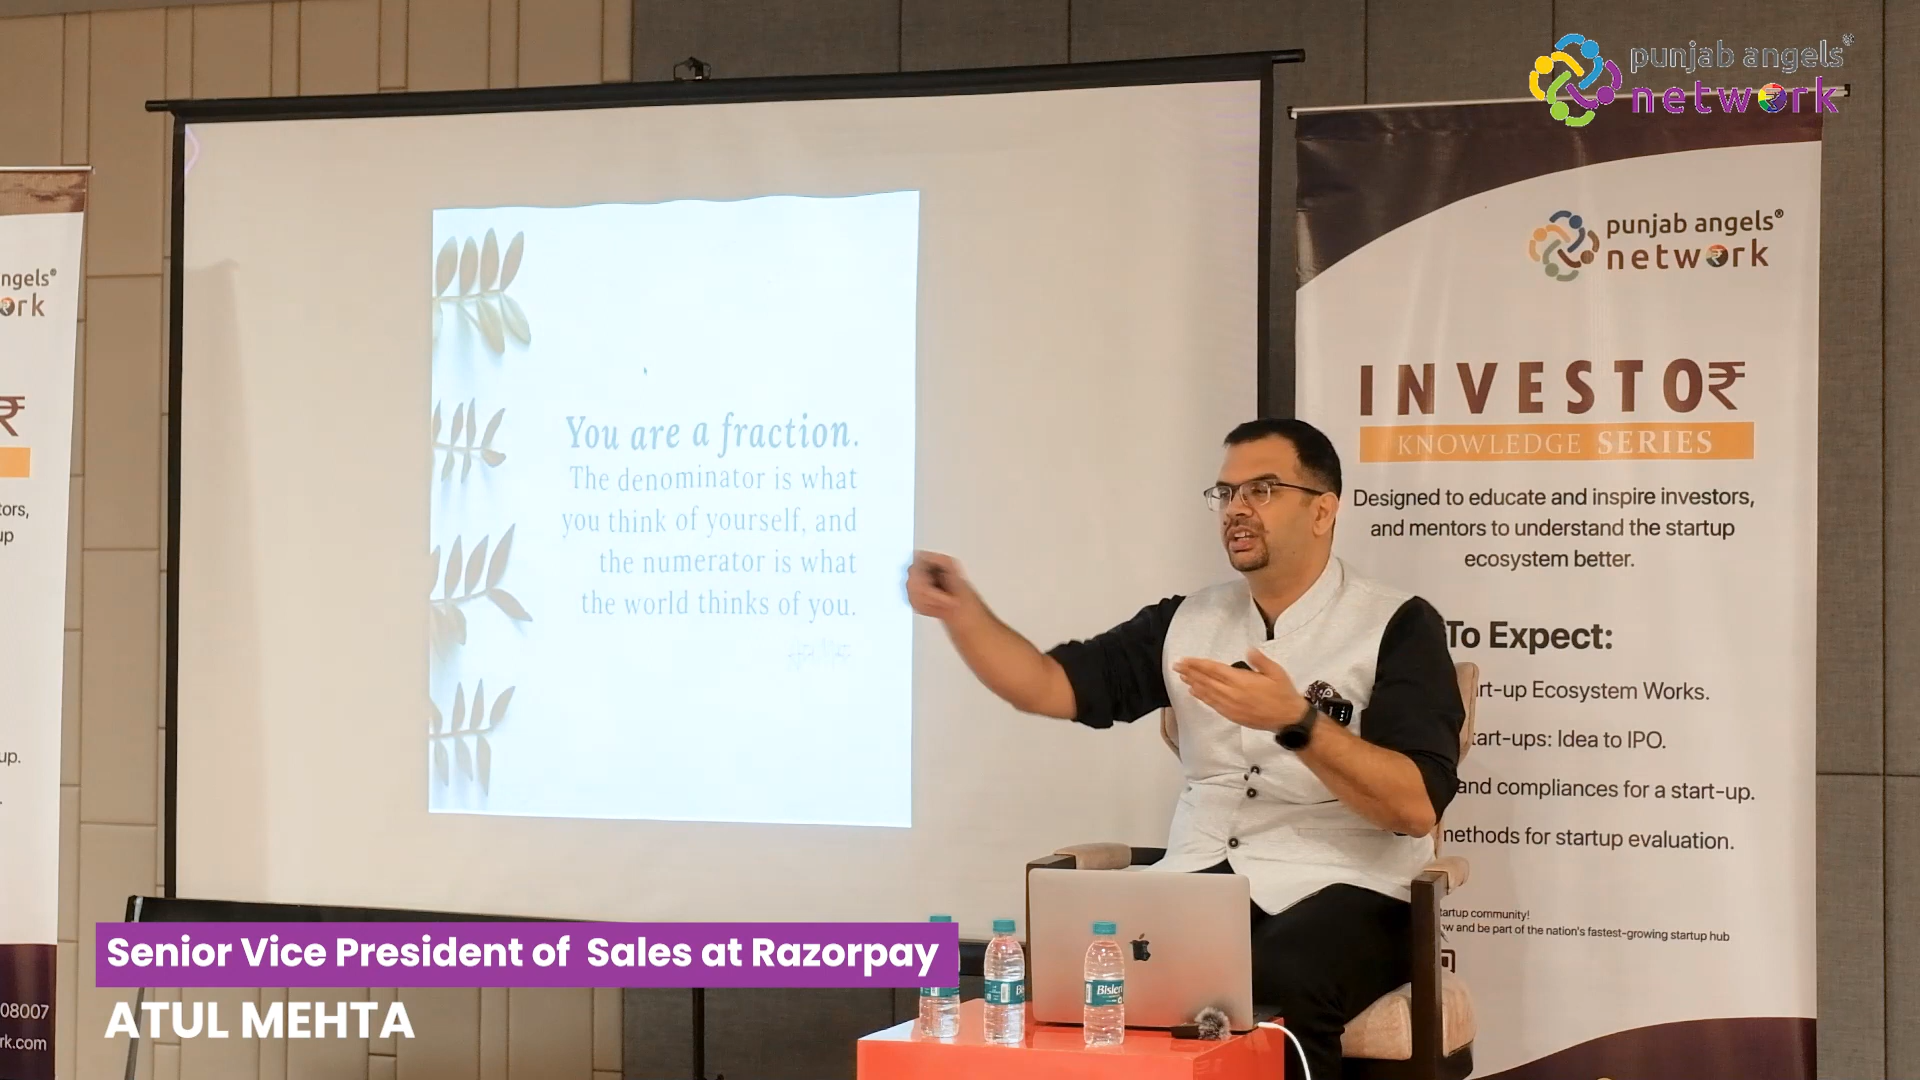 punjab angels®
network
punjab angels®
network
INVESTO₹
KNOWLEDGE SERIES
Designed to educate and inspire investors,
and mentors to understand the startup
ecosystem better.
To Expect:
rt-up Ecosystem Works.
tart-ups: Idea to IPO.
and compliances for a start-up.
methods for startup evaluation.
tartup community!
ow and be part of the nation's fastest-growing startup hub
You are a fraction.
The denominator is what
you think of yourself, and
the numerator is what
the world thinks of you.
ngels®
ork
₹
tors,
up
up.
08007
rk.com
Senior Vice President of Sales at Razorpay
ATUL MEHTA
Bisleri